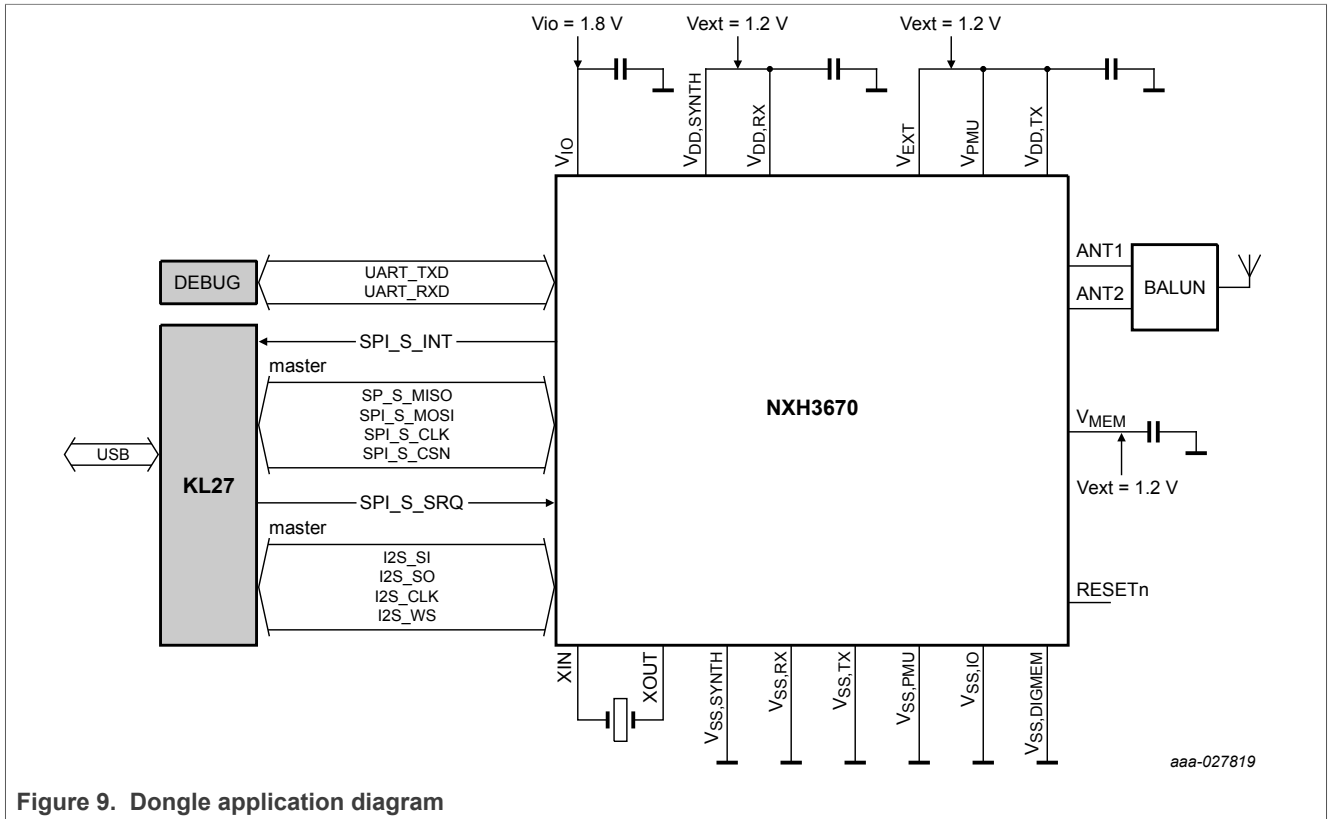 Vio = 1.8 V
Vext = 1.2 V
Vext = 1.2 V
VIO
VDD,SYNTH
VDD,RX
VEXT
VPMU
VDD,TX
DEBUG
UART_TXD
UART_RXD
SPI_S_INT
master
SP_S_MISO
SPI_S_MOSI
SPI_S_CLK
SPI_S_CSN
USB
KL27
SPI_S_SRQ
master
I2S_SI
I2S_SO
I2S_CLK
I2S_WS
NXH3670
ANT1
ANT2
BALUN
VMEM
Vext = 1.2 V
RESETn
XIN
XOUT
VSS,SYNTH
VSS,RX
VSS,TX
VSS,PMU
VSS,IO
VSS,DIGMEM
aaa-027819
Figure 9. Dongle application diagram